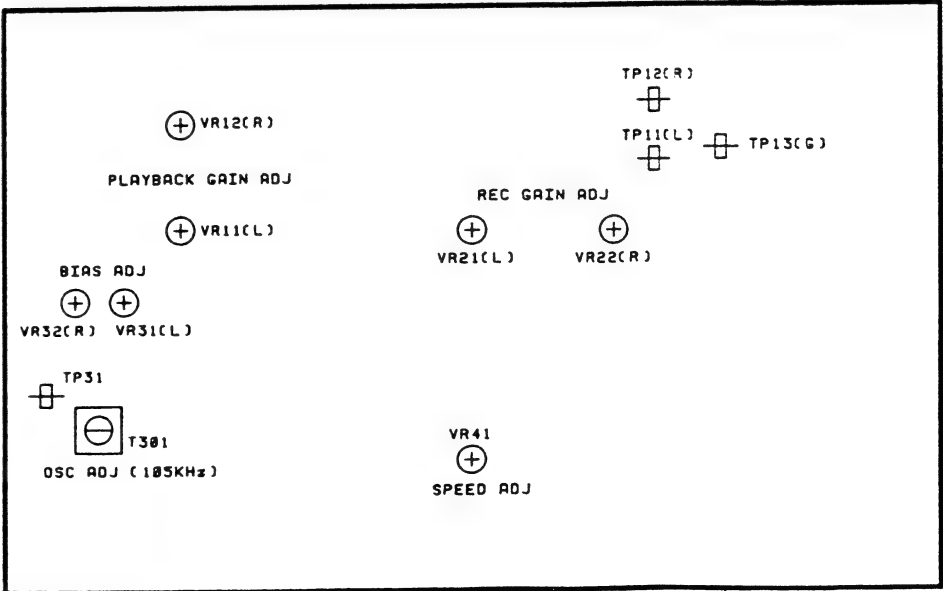 TP12(R)
VR12(R)
TP11(L)
TP13(G)
PLAYBACK GAIN ADJ
REC GAIN ADJ
VR11(L)
VR21(L)
VR22(R)
BIAS ADJ
VR32(R)
VR31(L)
TP31
T301
OSC ADJ (105KHz)
VR41
SPEED ADJ